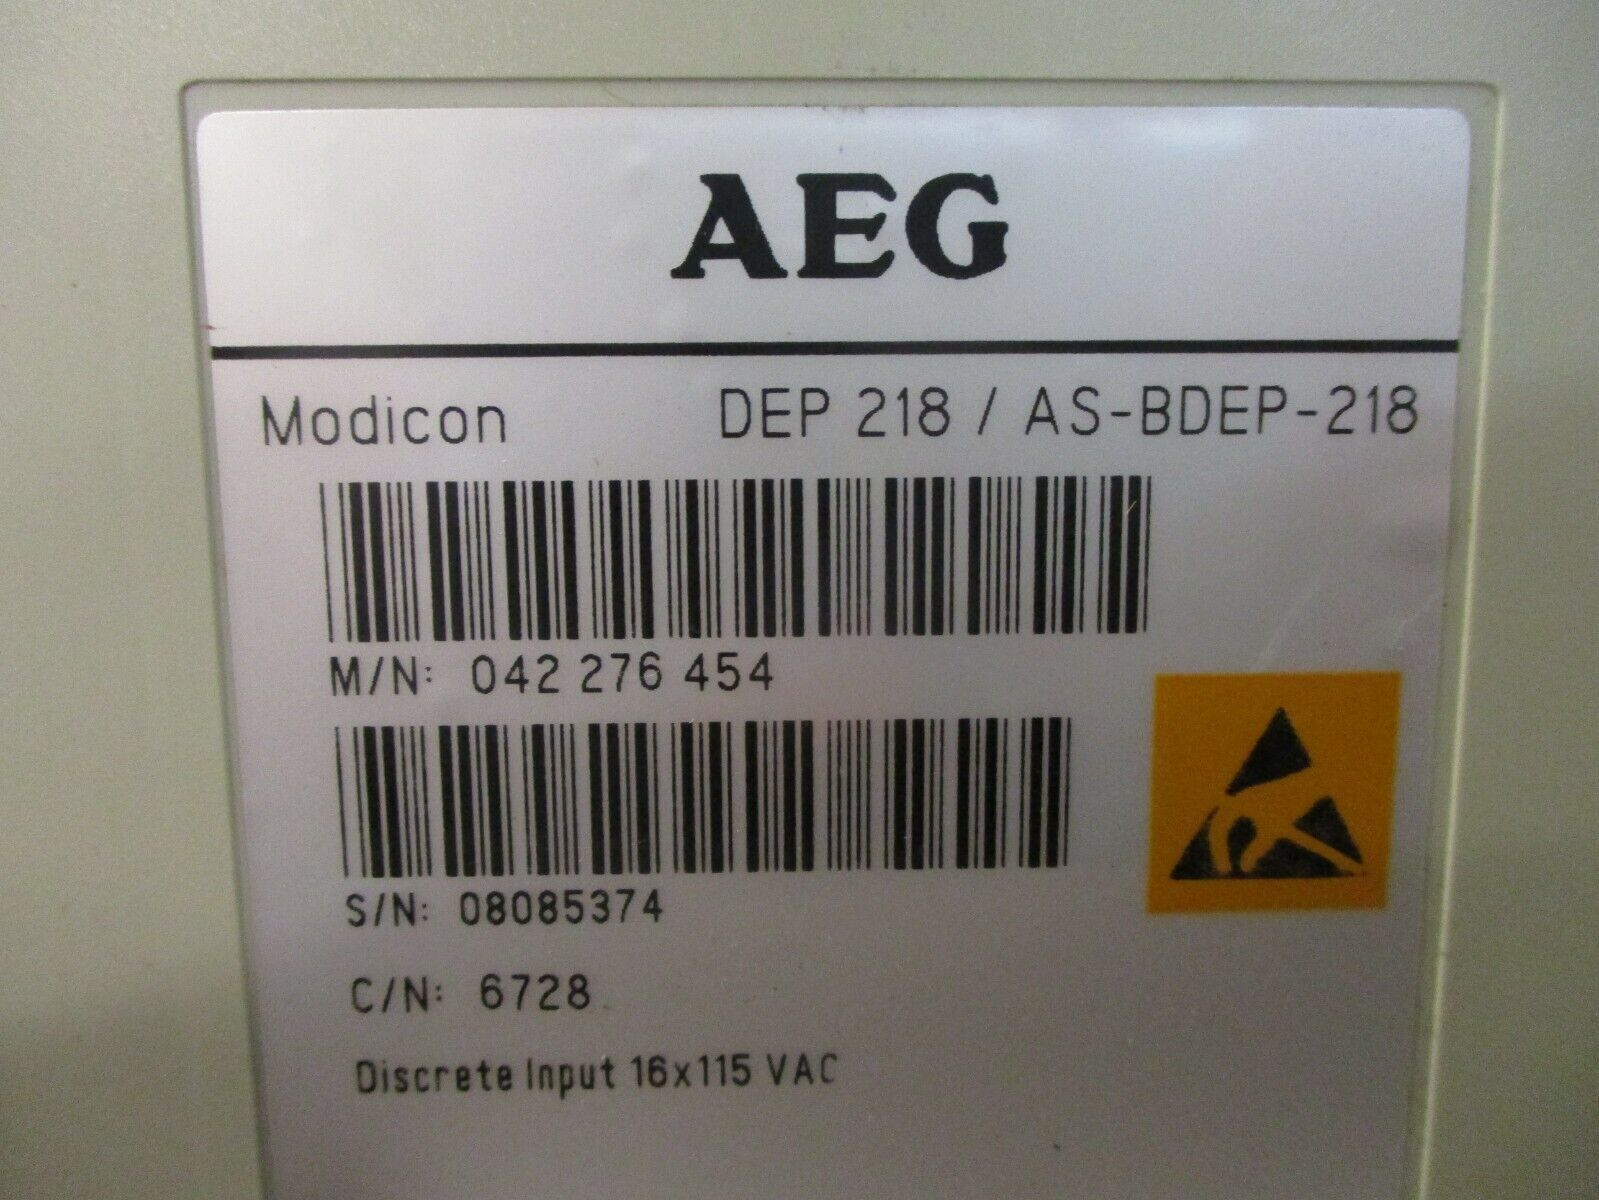 AEG
Modicon DEP 218 / AS-BDEP-218
M/N: 042 276 454
S/N: 08085374
C/N: 6728
Discrete Input 16x115 VAC